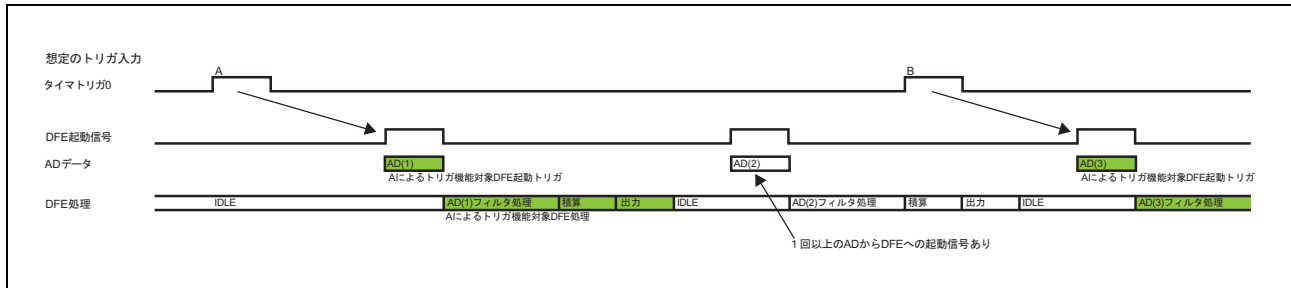 想定のトリガ入力
タイマトリガ0
A
B
DFE起動信号
ADデータ
AD(1)
AD(2)
AD(3)
Aによるトリガ機能対象DFE起動トリガ
Aによるトリガ機能対象DFE起動トリガ
DFE処理
IDLE
AD(1)フィルタ処理
積算
出力
IDLE
AD(2)フィルタ処理
積算
出力
IDLE
AD(3)フィルタ処理
Aによるトリガ機能対象DFE処理
1回以上のADからDFEへの起動信号あり